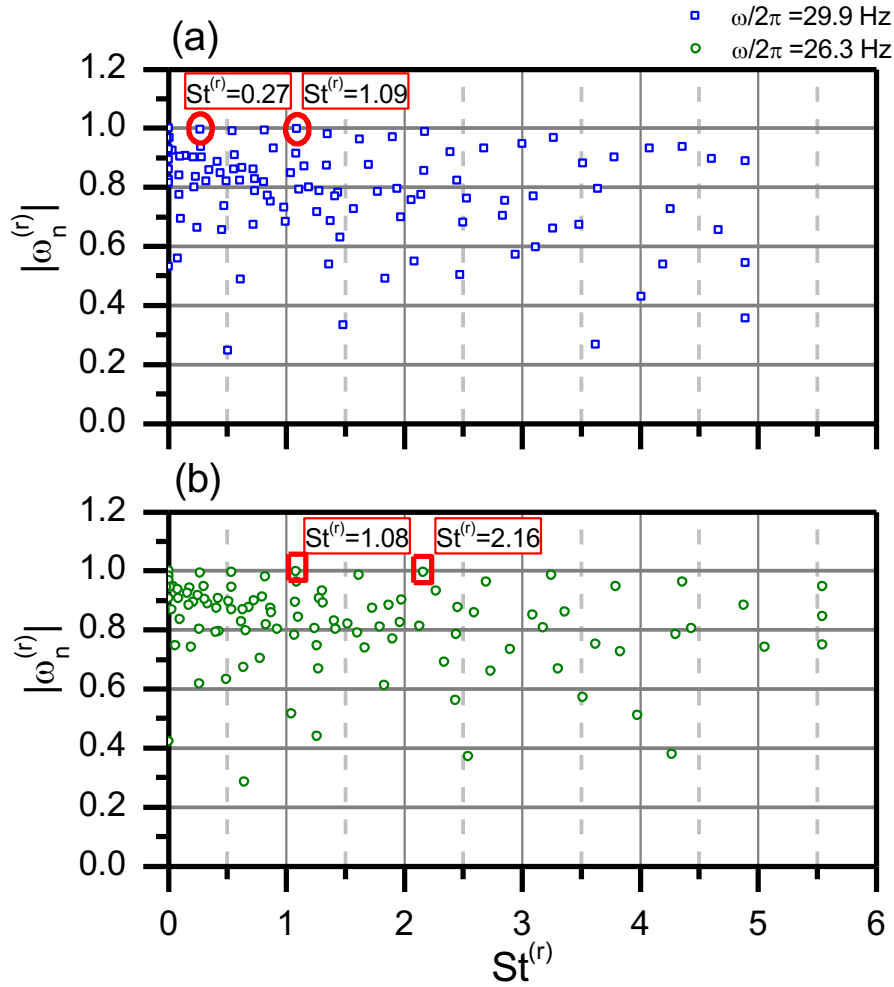 ω/2π =29.9 Hz
ω/2π =26.3 Hz
(a)
1.2
St^(r)=0.27 St^(r)=1.09
1.0
0.8
0.6
0.4
0.2
0.0
|ω_n^(r)|
(b)
1.2
St^(r)=1.08 St^(r)=2.16
1.0
0.8
0.6
0.4
0.2
0.0
|ω_n^(r)|
0 1 2 3 4 5 6
St^(r)